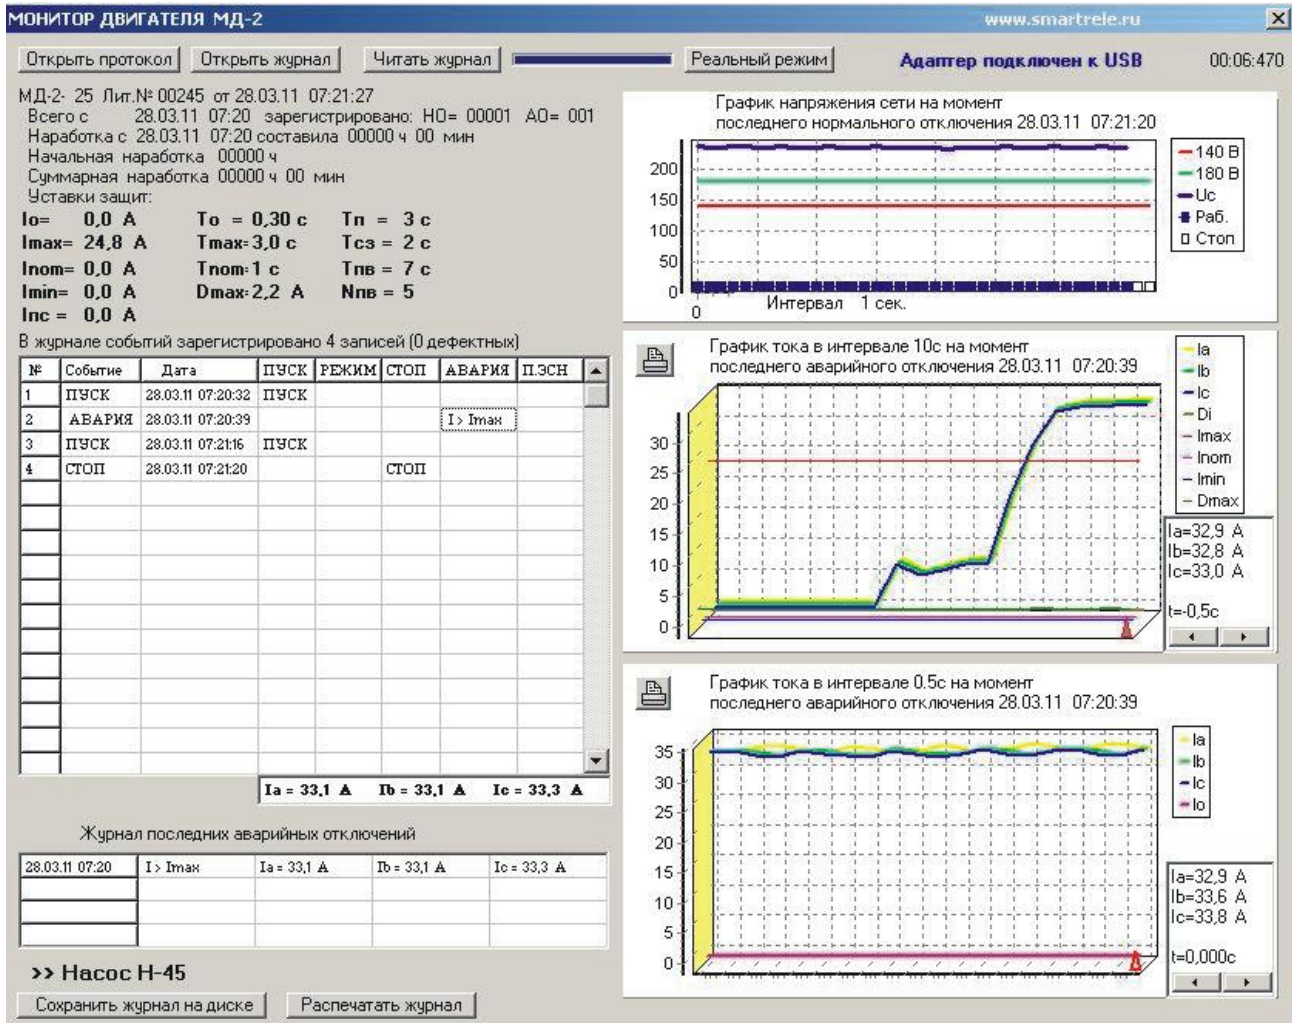 МОНИТОР ДВИГАТЕЛЯ МД-2 www.smartrele.ru
Открыть протокол Открыть журнал Читать журнал Реальный режим Адаптер подключен к USB 00:06:470
МД-2- 25 Лит.№ 00245 от 28.03.11 07:21:27
Всего с 28.03.11 07:20 зарегистрировано: НО= 00001 АО= 001
Наработка с 28.03.11 07:20 составила 00000 ч 00 мин
Начальная наработка 00000 ч
Суммарная наработка 00000 ч 00 мин
Уставки защит:
Io= 0,0 А То = 0,30 с Тп = 3 с
Imax= 24,8 А Tmax=3,0 с Тсз = 2 с
Inom= 0,0 А Tnom=1 с Тпв = 7 с
Imin= 0,0 А Dmax=2,2 А Nпв = 5
Iпс = 0,0 А
В журнале событий зарегистрировано 4 записей (0 дефектных)
№ Событие Дата ПУСК РЕЖИМ СТОП АВАРИЯ П.ЭСН
1 ПУСК 28.03.11 07:20:32 ПУСК
2 АВАРИЯ 28.03.11 07:20:39 I> Imax
3 ПУСК 28.03.11 07:21:16 ПУСК
4 СТОП 28.03.11 07:21:20 СТОП
Ia = 33,1 А Ib = 33,1 А Ic = 33,3 А
Журнал последних аварийных отключений
28.03.11 07:20 I> Imax Ia = 33,1 А Ib = 33,1 А Ic = 33,3 А
>> Насос Н-45
Сохранить журнал на диске Распечатать журнал
График напряжения сети на момент
последнего нормального отключения 28.03.11 07:21:20
200
150
100
50
0
0
Интервал 1 сек.
140 В
180 В
Uc
Раб.
Стоп
График тока в интервале 10с на момент
последнего аварийного отключения 28.03.11 07:20:39
30
25
20
15
10
5
0
Ia
Ib
Ic
Di
Imax
Inom
Imin
Dmax
Ia=32,9 А
Ib=32,8 А
Ic=33,0 А
t=-0,5с
График тока в интервале 0.5с на момент
последнего аварийного отключения 28.03.11 07:20:39
35
30
25
20
15
10
5
0
Ia
Ib
Ic
Io
Ia=32,9 А
Ib=33,6 А
Ic=33,8 А
t=0,000с